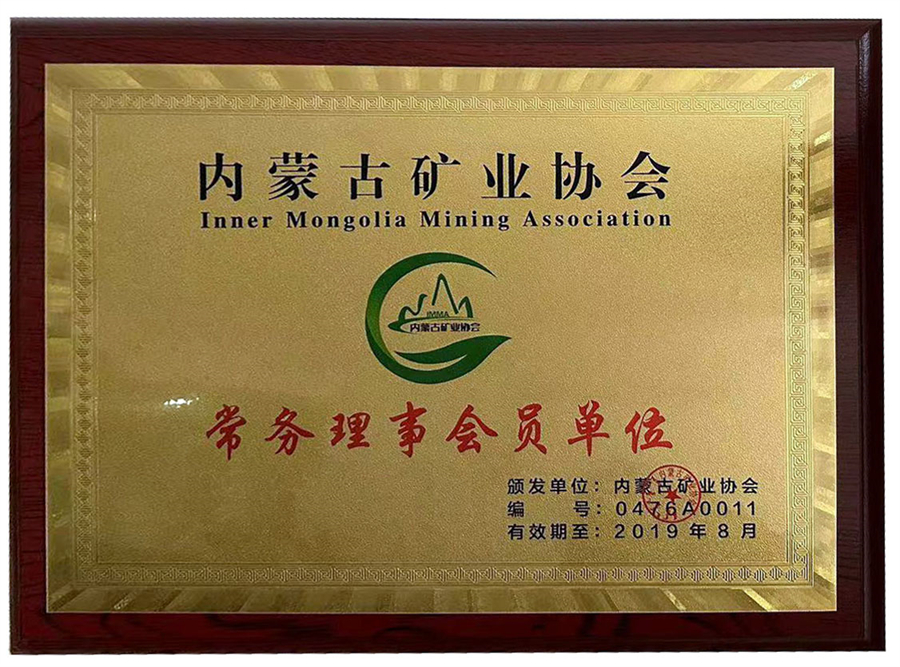 内蒙古矿业协会
Inner Mongolia Mining Association
IMMA
内蒙古矿业协会
常务理事会员单位
颁发单位：内蒙古矿业协会
编 号：0476A0011
有效期至：2019年8月